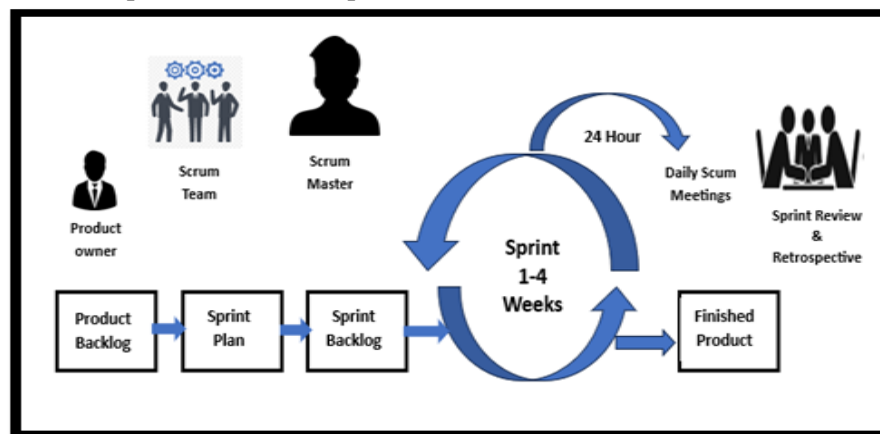 Product
owner
Scrum
Team
Scrum
Master
24 Hour
Daily Scum
Meetings
Sprint Review
&
Retrospective
Sprint
1-4
Weeks
Product
Backlog
Sprint
Plan
Sprint
Backlog
Finished
Product